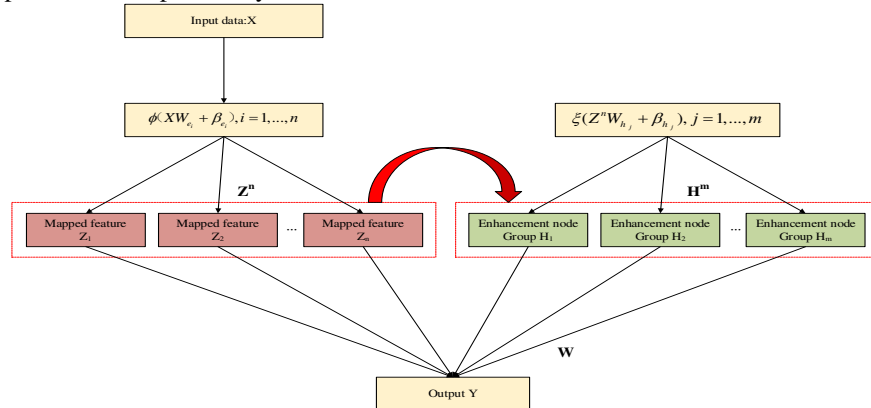 Input data:X
ϕ(XW_{e_i} + β_{e_i}), i = 1,...,n
ξ(Z^n W_{h_j} + β_{h_j}), j = 1,...,m
Z^n
H^m
Mapped feature
Z_1
Mapped feature
Z_2
...
Mapped feature
Z_n
Enhancement node
Group H_1
Enhancement node
Group H_2
...
Enhancement node
Group H_m
W
Output Y